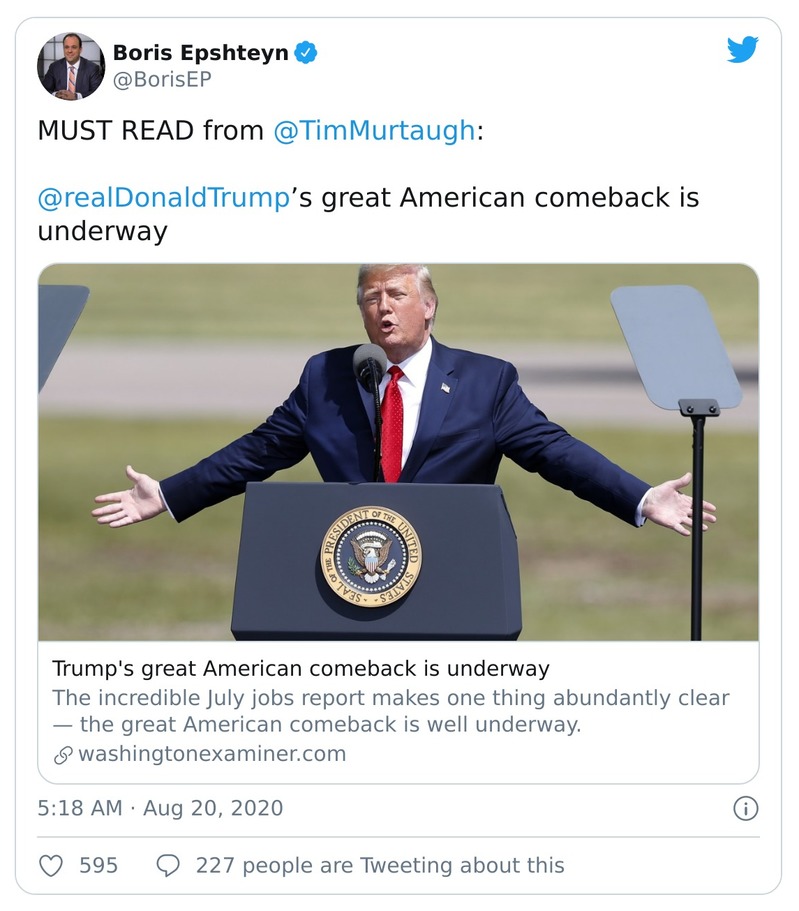 Boris Epshteyn
@BorisEP
MUST READ from @TimMurtaugh:
@realDonaldTrump’s great American comeback is
underway
SEAL OF THE PRESIDENT OF THE UNITED STATES
Trump's great American comeback is underway
The incredible July jobs report makes one thing abundantly clear
— the great American comeback is well underway.
washingtonexaminer.com
5:18 AM · Aug 20, 2020
595 227 people are Tweeting about this